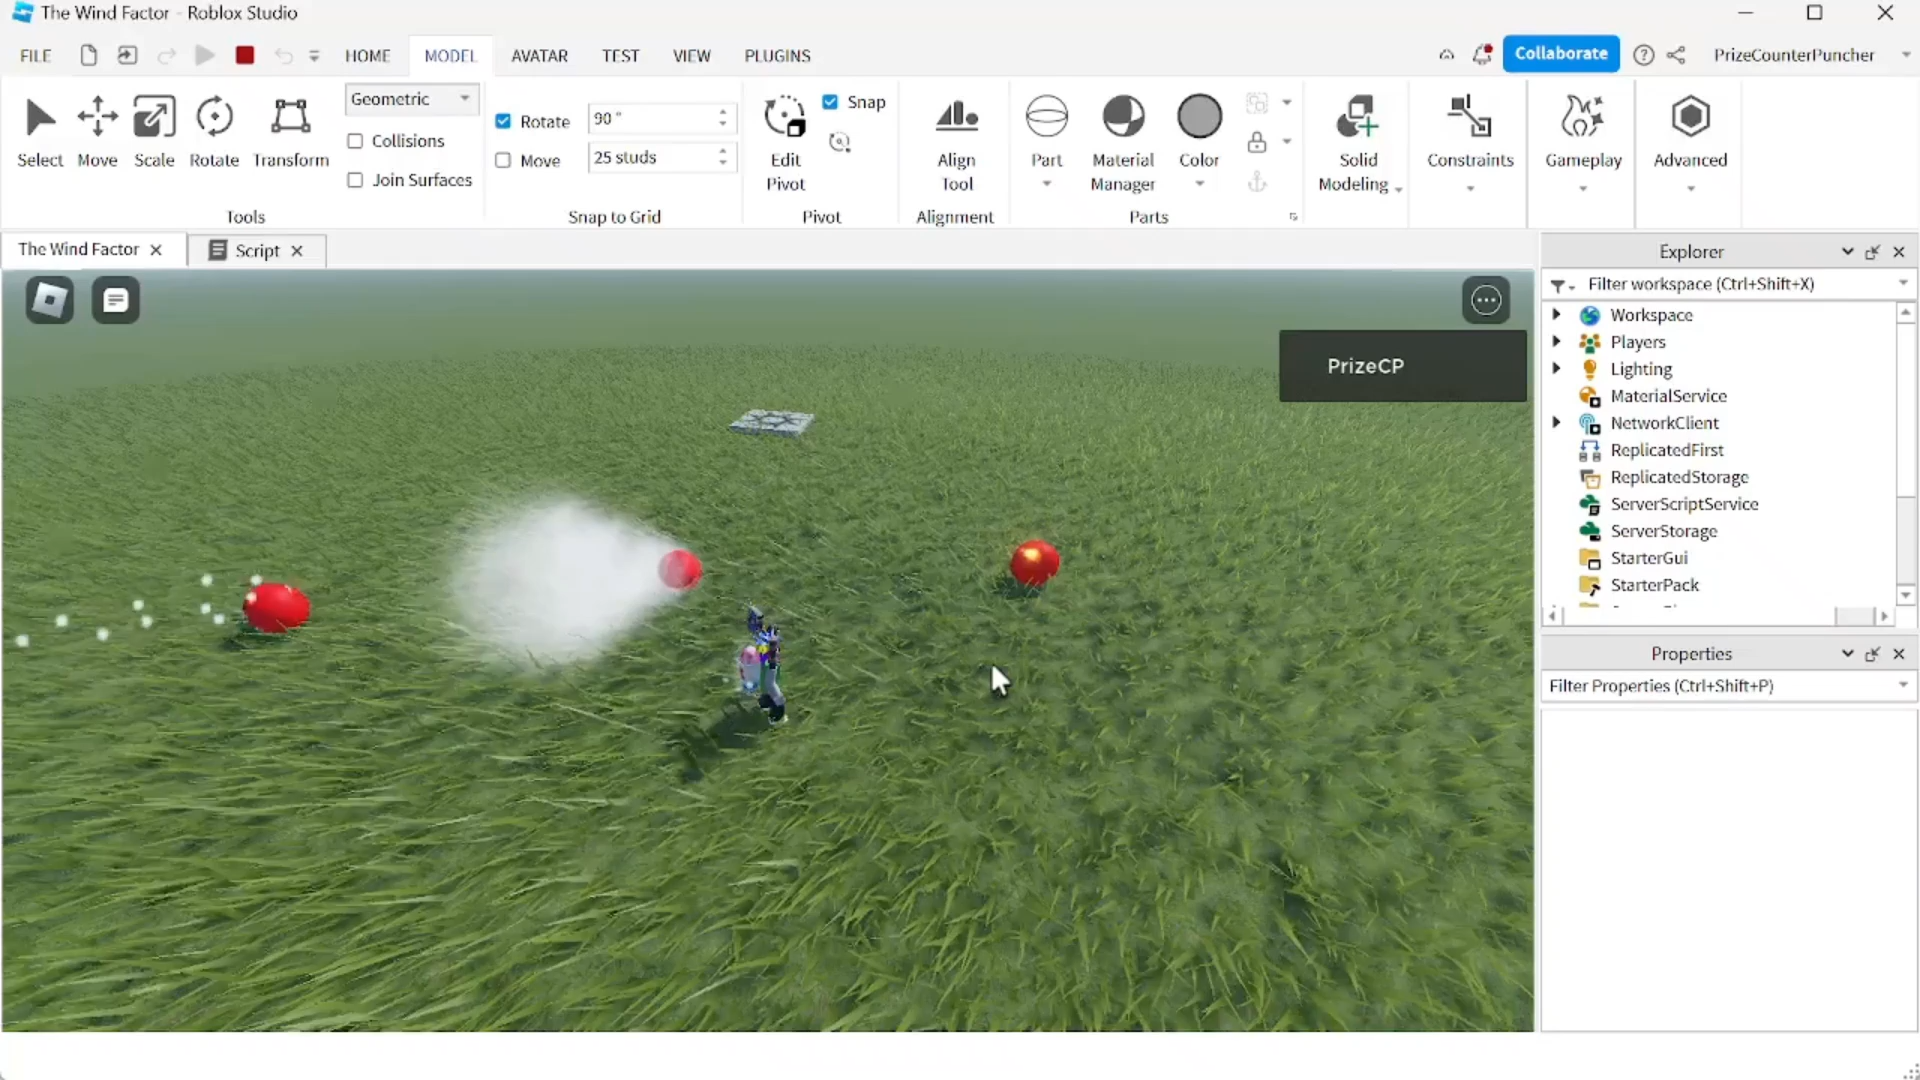 The Wind Factor - Roblox Studio
FILE HOME MODEL AVATAR TEST VIEW PLUGINS Collaborate PrizeCounterPuncher
Select Move Scale Rotate Transform
Geometric
Collisions
Join Surfaces
Tools
Rotate 90 °
Move 25 studs
Snap to Grid
Edit Pivot
Snap
Pivot
Align Tool
Alignment
Part
Material Manager
Color
Parts
Solid Modeling
Constraints
Gameplay
Advanced
The Wind Factor
Script
PrizeCP
Explorer
Filter workspace (Ctrl+Shift+X)
Workspace
Players
Lighting
MaterialService
NetworkClient
ReplicatedFirst
ReplicatedStorage
ServerScriptService
ServerStorage
StarterGui
StarterPack
Properties
Filter Properties (Ctrl+Shift+P)